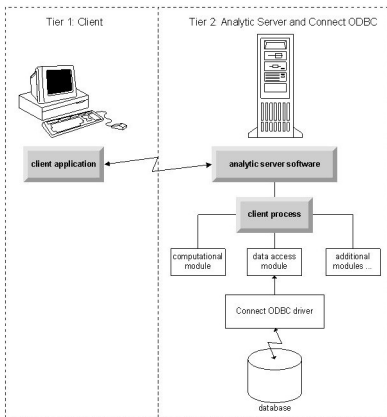 Tier 1: Client
Tier 2: Analytic Server and Connect ODBC
client application
analytic server software
client process
computational
module
data access
module
additional
modules ...
Connect ODBC driver
database